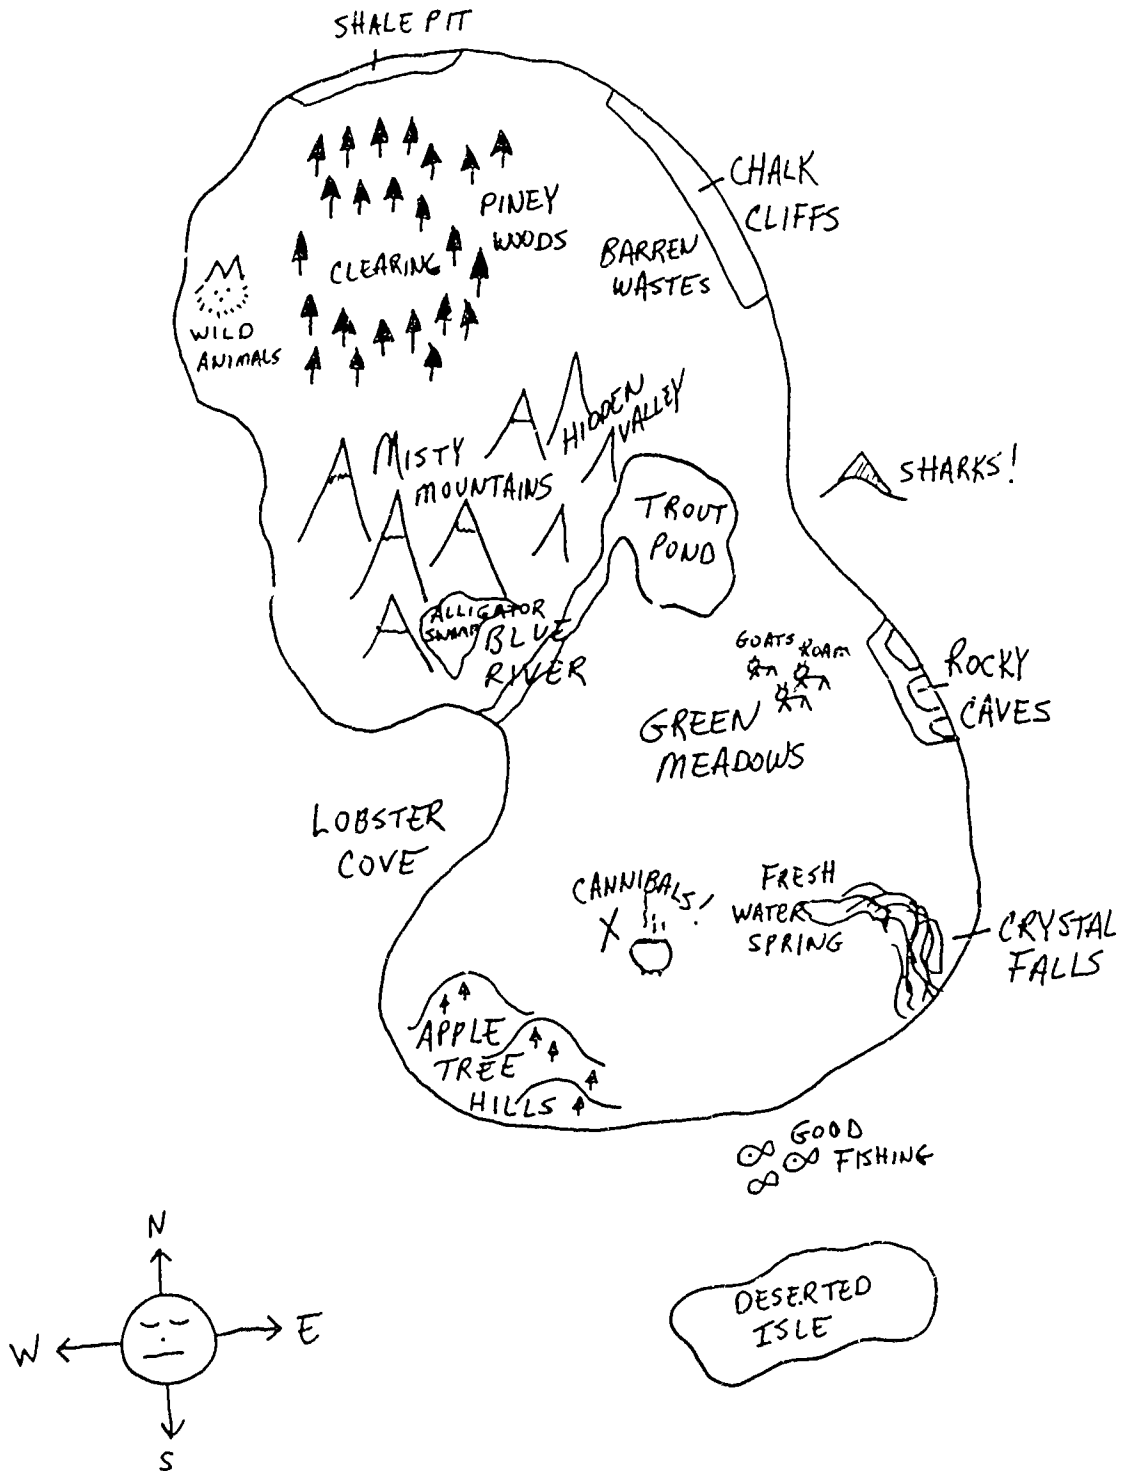 SHALE PIT
CHALK
CLIFFS
PINEY
WOODS
BARREN
WASTES
CLEARING
WILD
ANIMALS
HIDDEN
VALLEY
MISTY
MOUNTAINS
SHARKS!
TROUT
POND
ALLIGATOR
SWAMP
BLUE
RIVER
GOATS
ROAM
ROCKY
CAVES
GREEN
MEADOWS
LOBSTER
COVE
CANNIBALS!
X
FRESH
WATER
SPRING
CRYSTAL
FALLS
APPLE
TREE
HILLS
GOOD
FISHING
DESERTED
ISLE
N
W
E
S